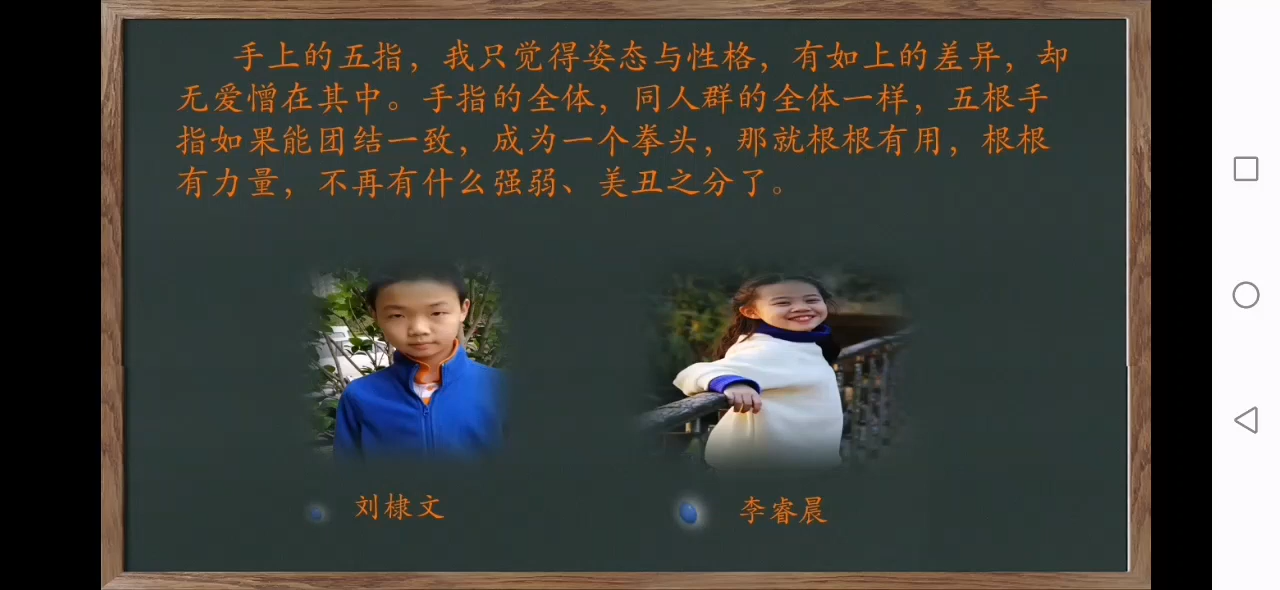 手上的五指，我只觉得姿态与性格，有如上的差异，却
无爱憎在其中。手指的全体，同人群的全体一样，五根手
指如果能团结一致，成为一个拳头，那就根根有用，根根
有力量，不再有什么强弱、美丑之分了。
刘棣文
李睿晨